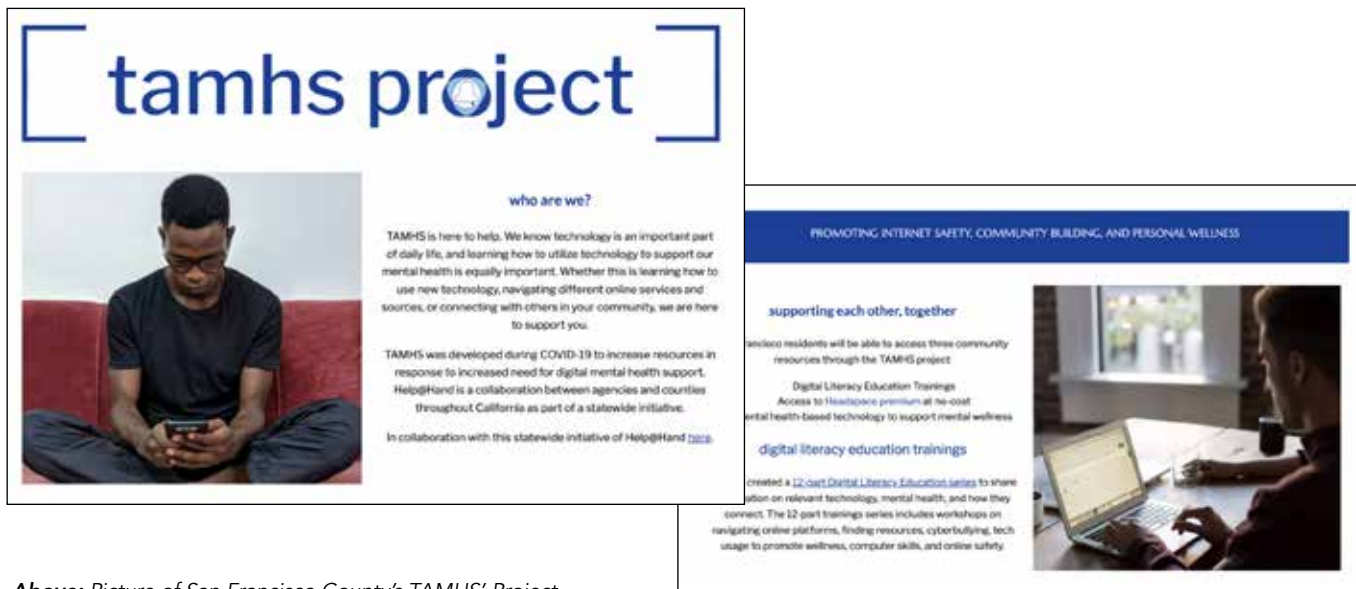 tamhs project
who are we?
TAMHS is here to help. We know technology is an important part
of daily life, and learning how to utilize technology to support our
mental health is equally important. Whether this is learning how to
use new technology, navigating different online services and
sources, or connecting with others in your community, we are here
to support you.
TAMHS was developed during COVID-19 to increase resources in
response to increased need for digital mental health support.
Help@Hand is a collaboration between agencies and counties
throughout California as part of a statewide initiative.
In collaboration with this statewide initiative of Help@Hand here.
PROMOTING INTERNET SAFETY, COMMUNITY BUILDING, AND PERSONAL WELLNESS
supporting each other, together
residents will be able to access three community
resources through the TAMHS project
Digital Literacy Education Trainings
Access to Headspace premium at no-cost
health-based technology to support mental wellness
digital literacy education trainings
created a 12-part Digital Literacy Education series to share
on relevant technology, mental health, and how they
connect. The 12-part trainings series includes workshops on
navigating online platforms, finding resources, cyberbullying, tech
usage to promote wellness, computer skills, and online safety.
Above: Picture of San Francisco County's TAMHS' Project